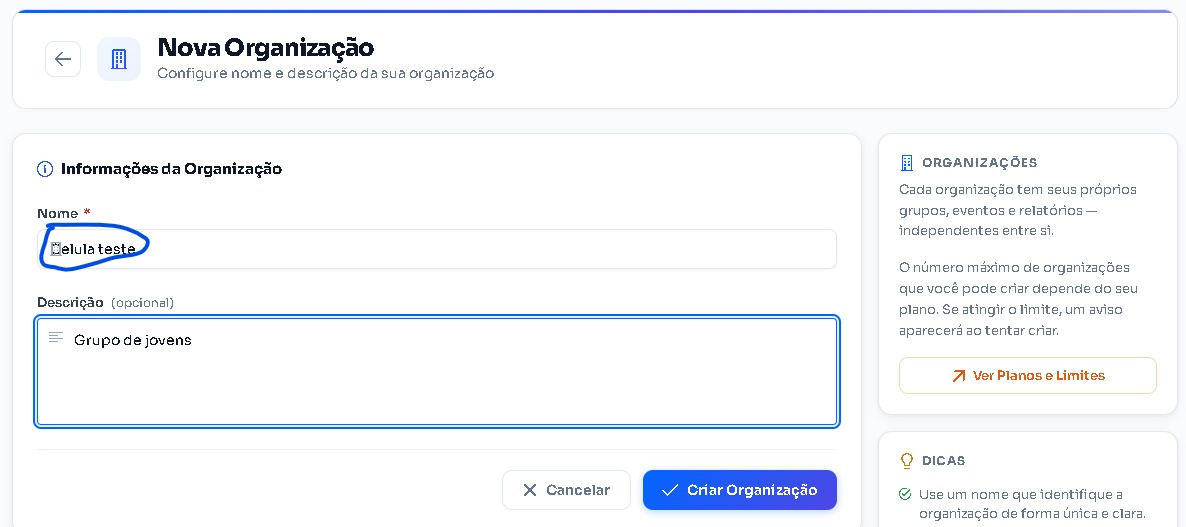 Nova Organização
Configure nome e descrição da sua organização
Informações da Organização
Nome *
elula teste
Descrição (opcional)
Grupo de jovens
Cancelar
Criar Organização
ORGANIZAÇÕES
Cada organização tem seus próprios
grupos, eventos e relatórios —
independentes entre si.
O número máximo de organizações
que você pode criar depende do seu
plano. Se atingir o limite, um aviso
aparecerá ao tentar criar.
Ver Planos e Limites
DICAS
Use um nome que identifique a
organização de forma única e clara.